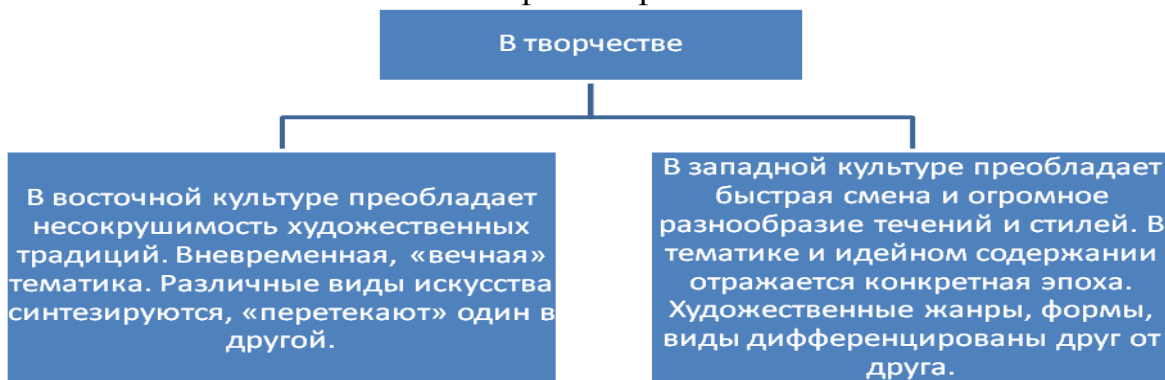 В творчестве
В восточной культуре преобладает
несокрушимость художественных
традиций. Вневременная, «вечная»
тематика. Различные виды искусства
синтезируются, «перетекают» один в
другой.
В западной культуре преобладает
быстрая смена и огромное
разнообразие течений и стилей. В
тематике и идейном содержании
отражается конкретная эпоха.
Художественные жанры, формы,
виды дифференцированы друг от
друга.